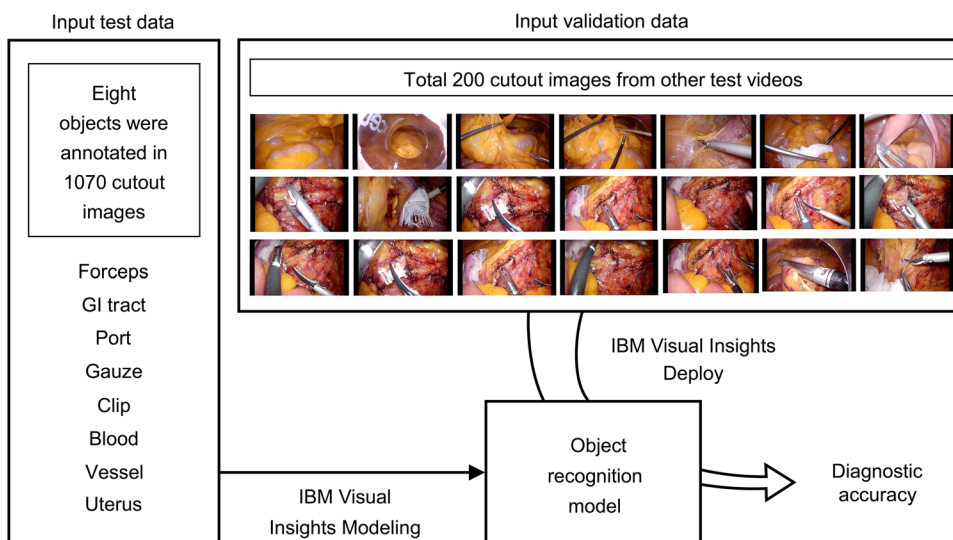 Input test data
Input validation data
Eight
objects were
annotated in
1070 cutout
images
Forceps
GI tract
Port
Gauze
Clip
Blood
Vessel
Uterus
Total 200 cutout images from other test videos
IBM Visual Insights
Deploy
IBM Visual
Insights Modeling
Object
recognition
model
Diagnostic
accuracy